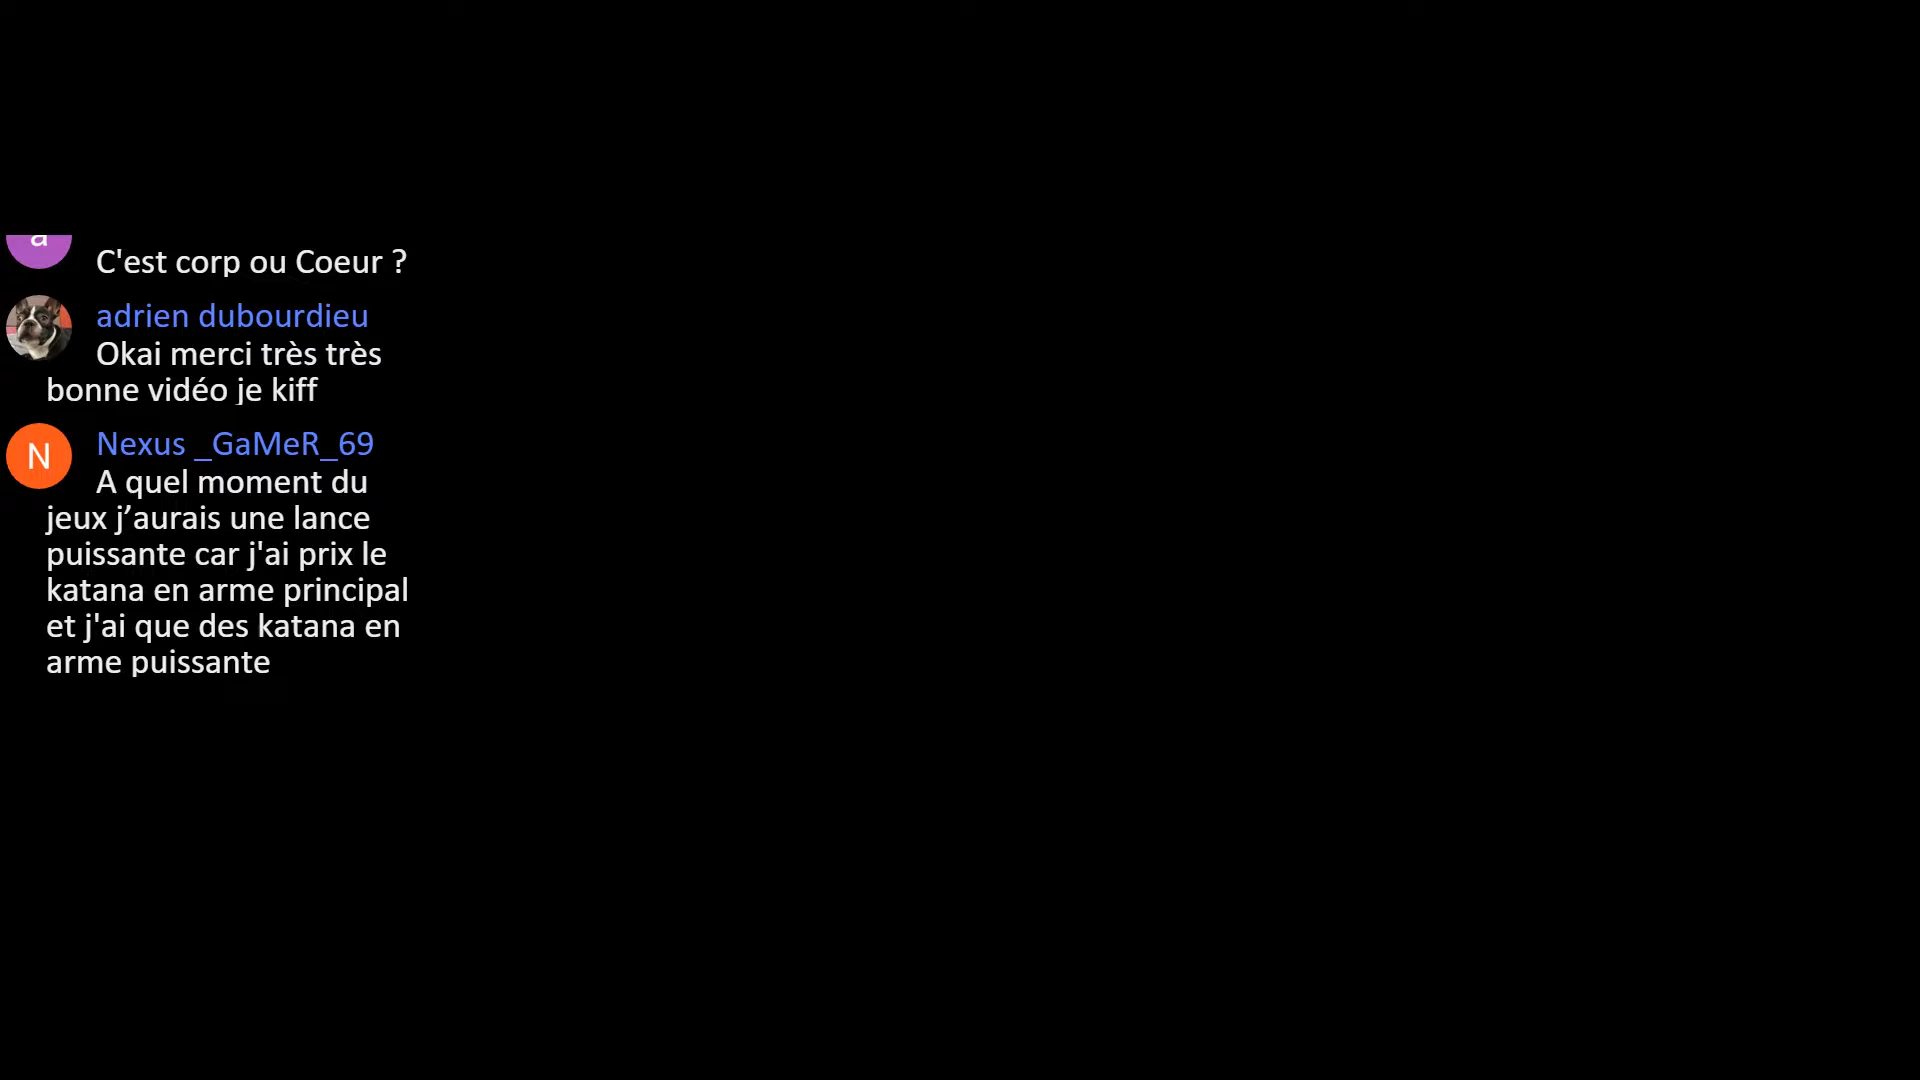 a
C'est corp ou Coeur ?
adrien dubourdieu
Okai merci très très
bonne vidéo je kiff
N
Nexus _GaMeR_69
A quel moment du
jeux j’aurais une lance
puissante car j'ai prix le
katana en arme principal
et j'ai que des katana en
arme puissante